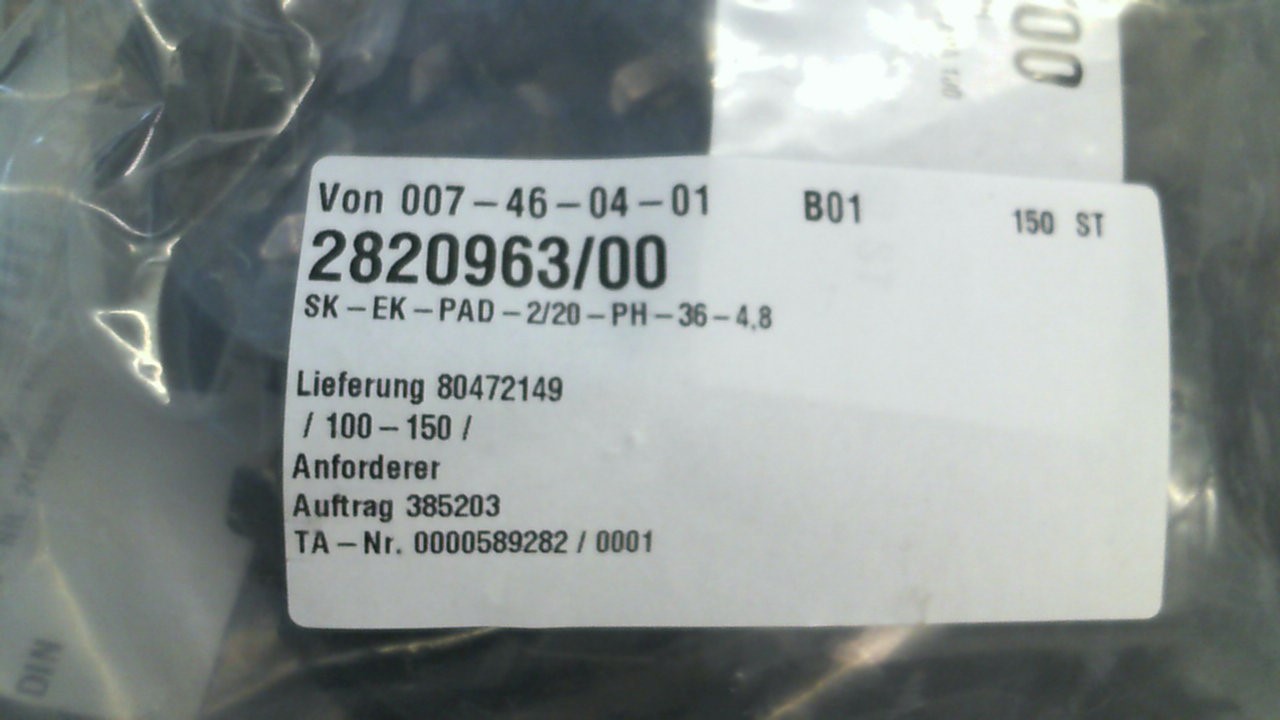 Von 007-46-04-01 B01 150 ST
2820963/00
SK-EK-PAD-2/20-PH-36-4,8
Lieferung 80472149
/ 100-150 /
Anforderer
Auftrag 385203
TA-Nr. 0000589282 / 0001
DIN